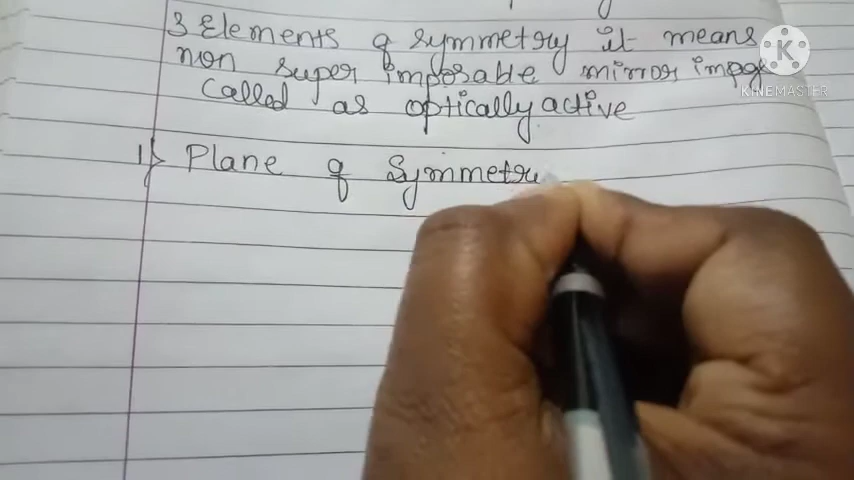 3 Elements of symmetry it means
non super imposable mirror image
called as optically active
1) Plane of Symmetry
KINEMASTER